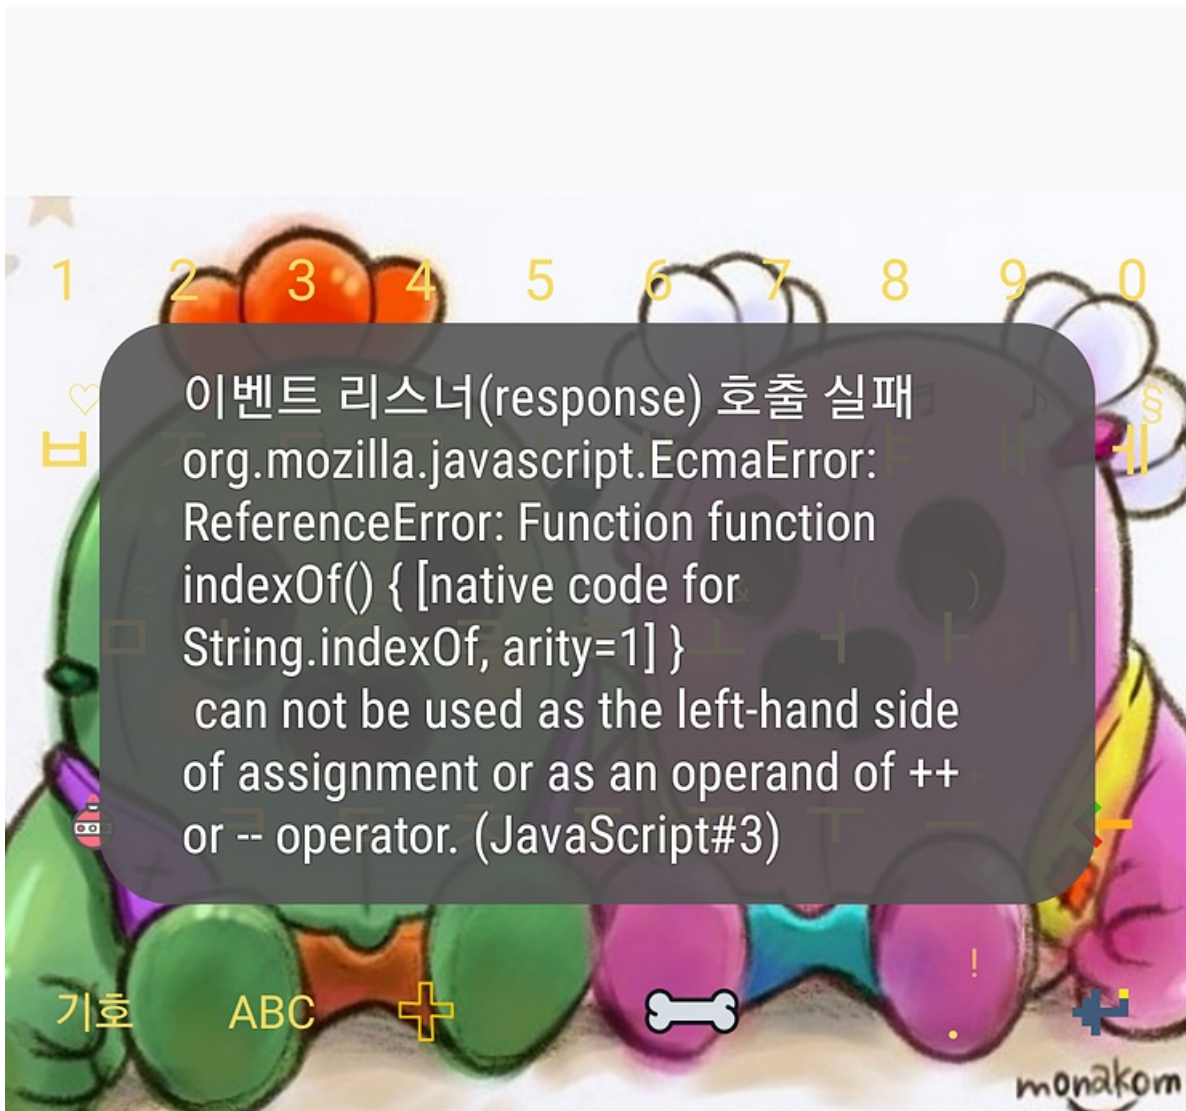 1 2 3 4 5 6 7 8 9 0
이벤트 리스너(response) 호출 실패
org.mozilla.javascript.EcmaError:
ReferenceError: Function function
indexOf() { [native code for
String.indexOf, arity=1] }
can not be used as the left-hand side
of assignment or as an operand of ++
or -- operator. (JavaScript#3)
♡ ♪ §
ㅂ ㅔ
!
기호 ABC .
monakom